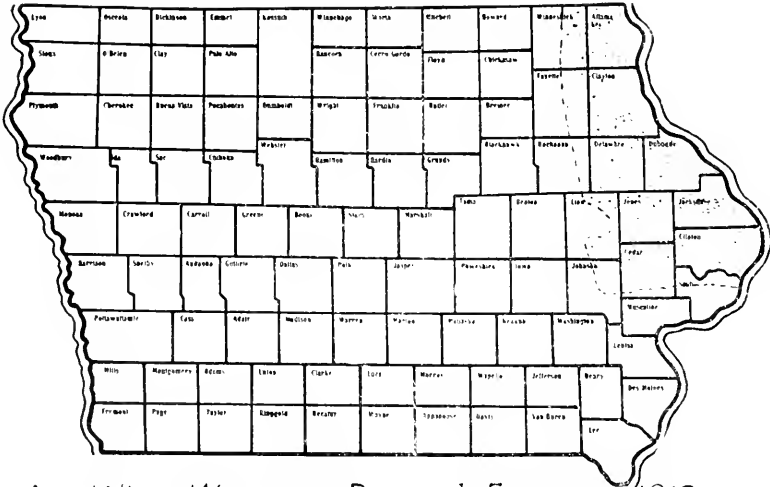 Lyon Osceola Dickinson Emmet Kossuth Winnebago Worth Mitchell Howard Winneshiek Allama
kee
Sioux O'Brien Clay Palo Alto Hancock Cerro Gordo Floyd Chickasaw Fayette Clayton
Plymouth Cherokee Buena Vista Pocahontas Humboldt Wright Franklin Butler Bremer
Woodbury Ida Sac Calhoun Webster Hamilton Hardin Grundy Blackhawk Buchanan Delaware Dubuque
Monona Crawford Carroll Greene Boone Story Marshall Tama Benton Linn Jones Jackson
Clinton
Harrison Shelby Audubon Guthrie Dallas Polk Jasper Poweshiek Iowa Johnson Cedar
Scott
Muscatine
Pottawattamie Cass Adair Madison Warren Marion Mahaska Keokuk Washington
Louisa
Mills Montgomery Adams Union Clarke Lucas Monroe Wapello Jefferson Henry
Des Moines
Fremont Page Taylor Ringgold Decatur Wayne Appanoose Davis Van Buren Lee